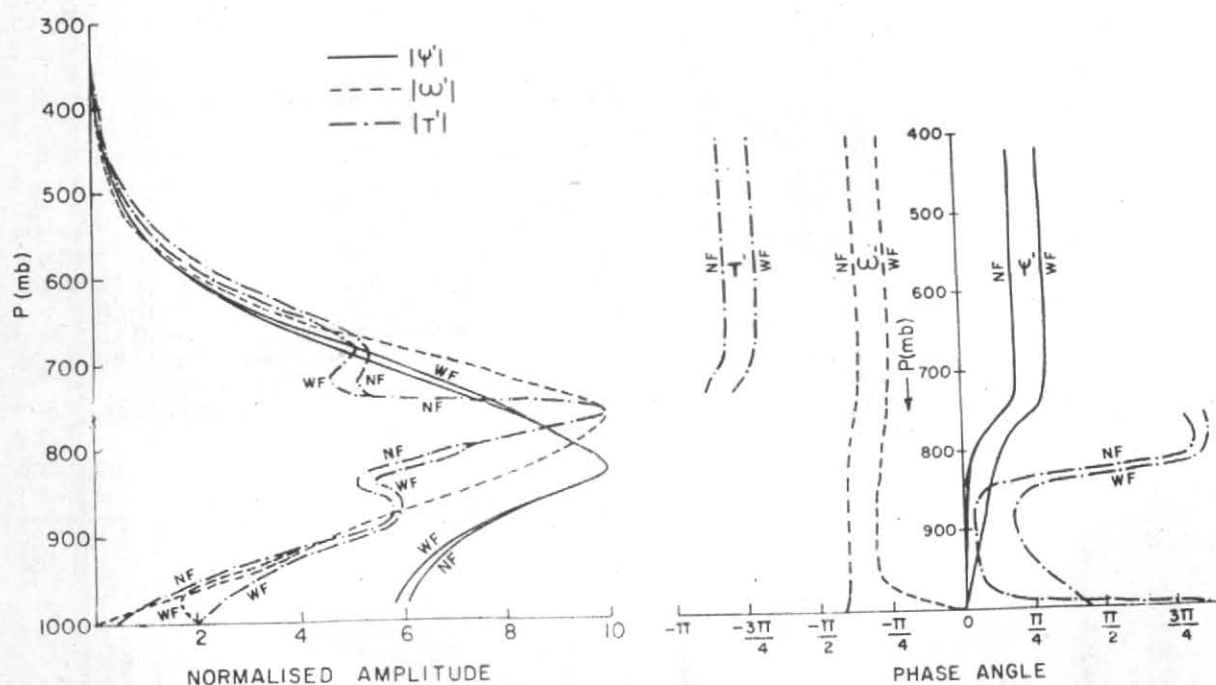 300
400
500
600
700
800
900
1000
P (mb)
|Ψ'|
|ω'|
|T'|
WF
WF
NF
NF
NF
WF
WF
NF
NF
WF
WF
2
4
6
8
10
NORMALISED AMPLITUDE
400
500
600
700
800
900
P(mb)
NF
T'
WF
NF
ω'
WF
NF
Ψ'
WF
NF
WF
-π
-3π/4
-π/2
-π/4
0
π/4
π/2
3π/4
PHASE ANGLE